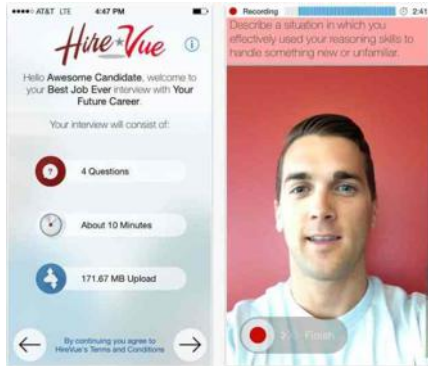 AT&T LTE 4:47 PM
Hire Vue
Hello Awesome Candidate, welcome to
your Best Job Ever interview with Your
Future Career.
Your interview will consist of:
4 Questions
About 10 Minutes
171.67 MB Upload
By continuing you agree to
HireVue's Terms and Conditions
Recording 2:41
Describe a situation in which you
effectively used your reasoning skills to
handle something new or unfamiliar.
Finish